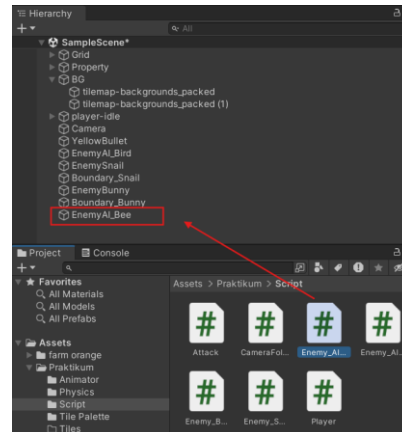 Hierarchy
All
SampleScene*
Grid
Property
BG
tilemap-backgrounds_packed
tilemap-backgrounds_packed (1)
player-idle
Camera
YellowBullet
EnemyAI_Bird
EnemySnail
Boundary_Snail
EnemyBunny
Boundary_Bunny
EnemyAI_Bee
Project Console
Favorites
All Materials
All Models
All Prefabs
Assets
farm orange
Praktikum
Animator
Physics
Script
Tile Palette
Tiles
Assets > Praktikum > Script
Attack CameraFol... Enemy_AI... Enemy_AI.
Enemy_B... Enemy_S... Player